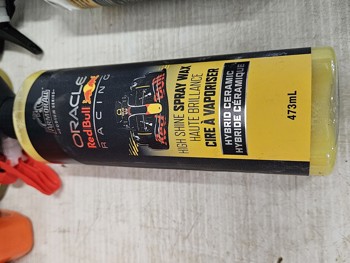 ORACLE
Red Bull
RACING
HIGH SHINE SPRAY WAX
HAUTE BRILLANCE
CIRE À VAPORISER
HYBRID CERAMIC
HYBRIDE CÉRAMIQUE
473mL